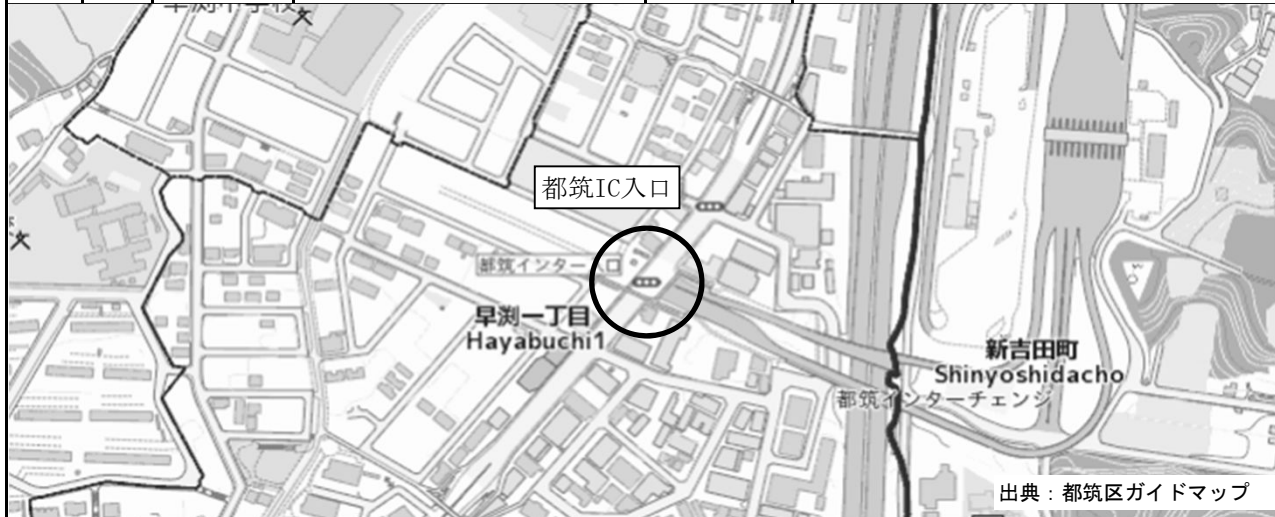 早渕中学校
都筑IC入口
都筑インター入口
早渕一丁目
Hayabuchi1
新吉田町
Shinyoshidacho
都筑インターチェンジ
出典：都筑区ガイドマップ